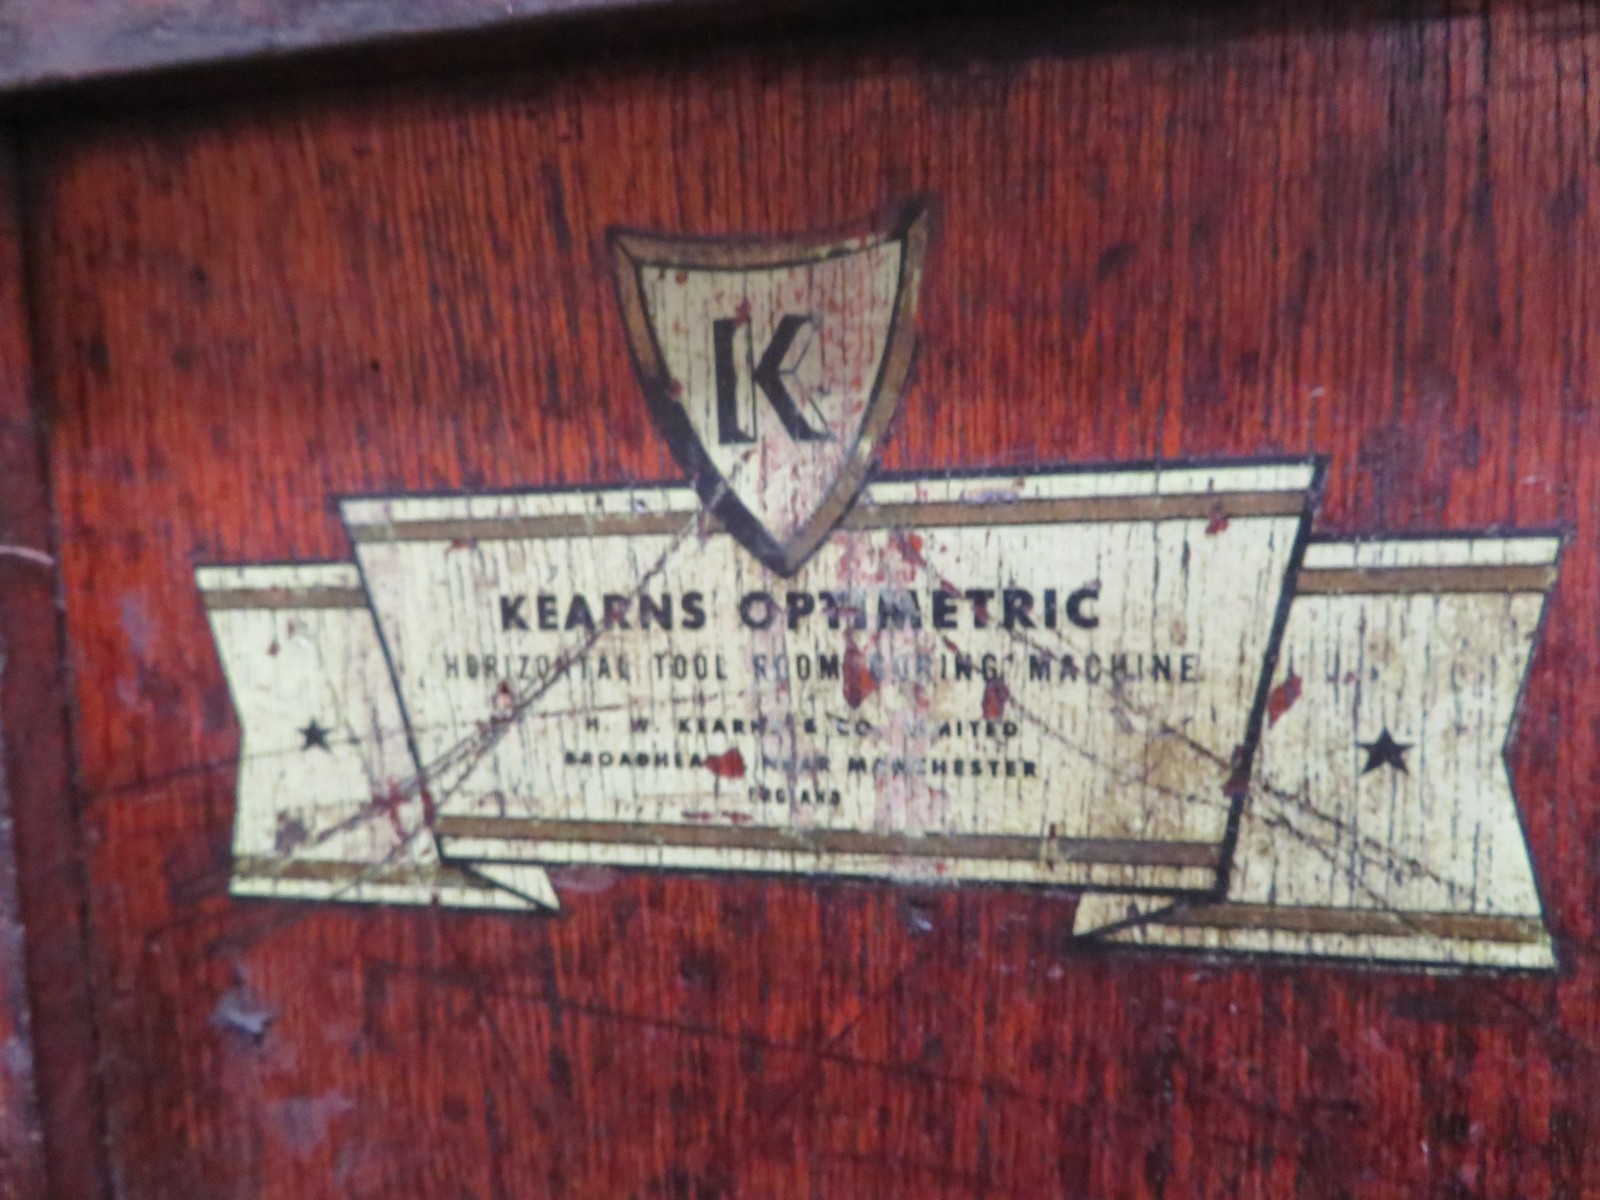 K
KEARNS OPTIMETRIC
HORIZONTAL TOOL ROOM BORING MACHINE
H. W. KEARNS & CO. LIMITED
BROADHEATH NEAR MANCHESTER
ENGLAND